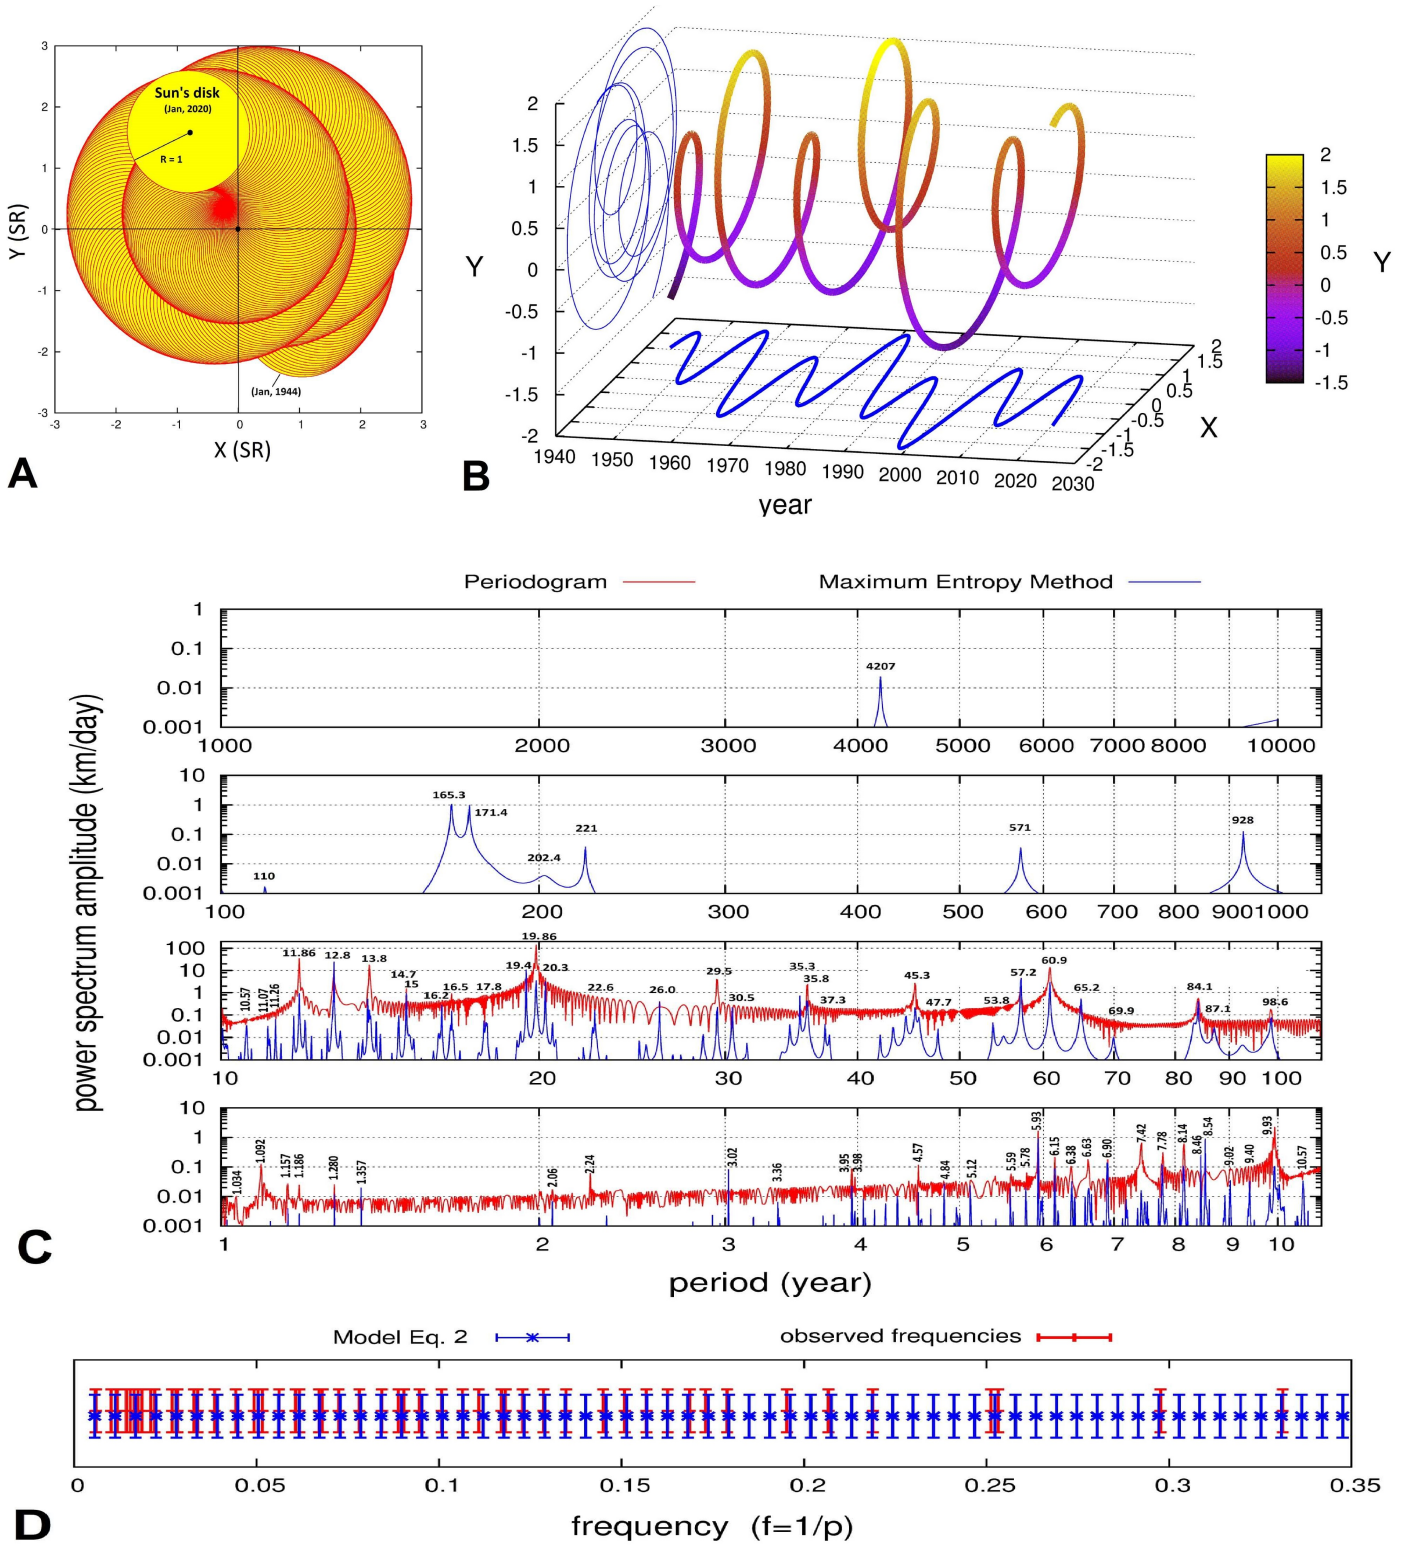 3
2
1
0
-1
-2
-3
-3 -2 -1 0 1 2 3
Y (SR)
X (SR)
Sun's disk
(Jan, 2020)
R = 1
(Jan, 1944)
A
2
1.5
1
0.5
0
-0.5
-1
-1.5
-2
Y
1940 1950 1960 1970 1980 1990 2000 2010 2020 2030
year
2
1.5
1
0.5
0
-0.5
-1
-1.5
-2
X
2
1.5
1
0.5
0
-0.5
-1
-1.5
Y
B
Periodogram Maximum Entropy Method
power spectrum amplitude (km/day)
1
0.1
0.01
0.001
4207
1000 2000 3000 4000 5000 6000 7000 8000 10000
10
1
0.1
0.01
0.001
110 165.3 171.4 202.4 221 571 928
100 200 300 400 500 600 700 800 900 1000
100
10
1
0.1
0.01
0.001
10.57 11.07 11.26 11.86 12.8 13.8 14.7 15 16.2 16.5 17.8 19.4 19.86 20.3 22.6 26.0 29.5 30.5 35.3 35.8 37.3 45.3 47.7 53.8 57.2 60.9 65.2 69.9 84.1 87.1 98.6
10 20 30 40 50 60 70 80 90 100
10
1
0.1
0.01
0.001
1.034 1.092 1.157 1.186 1.280 1.357 2.06 2.24 3.02 3.36 3.95 3.98 4.57 4.84 5.12 5.59 5.78 5.93 6.15 6.38 6.63 6.90 7.42 7.78 8.14 8.46 8.54 9.02 9.40 9.93 10.57
1 2 3 4 5 6 7 8 9 10
period (year)
C
Model Eq. 2 observed frequencies
0 0.05 0.1 0.15 0.2 0.25 0.3 0.35
frequency (f=1/p)
D